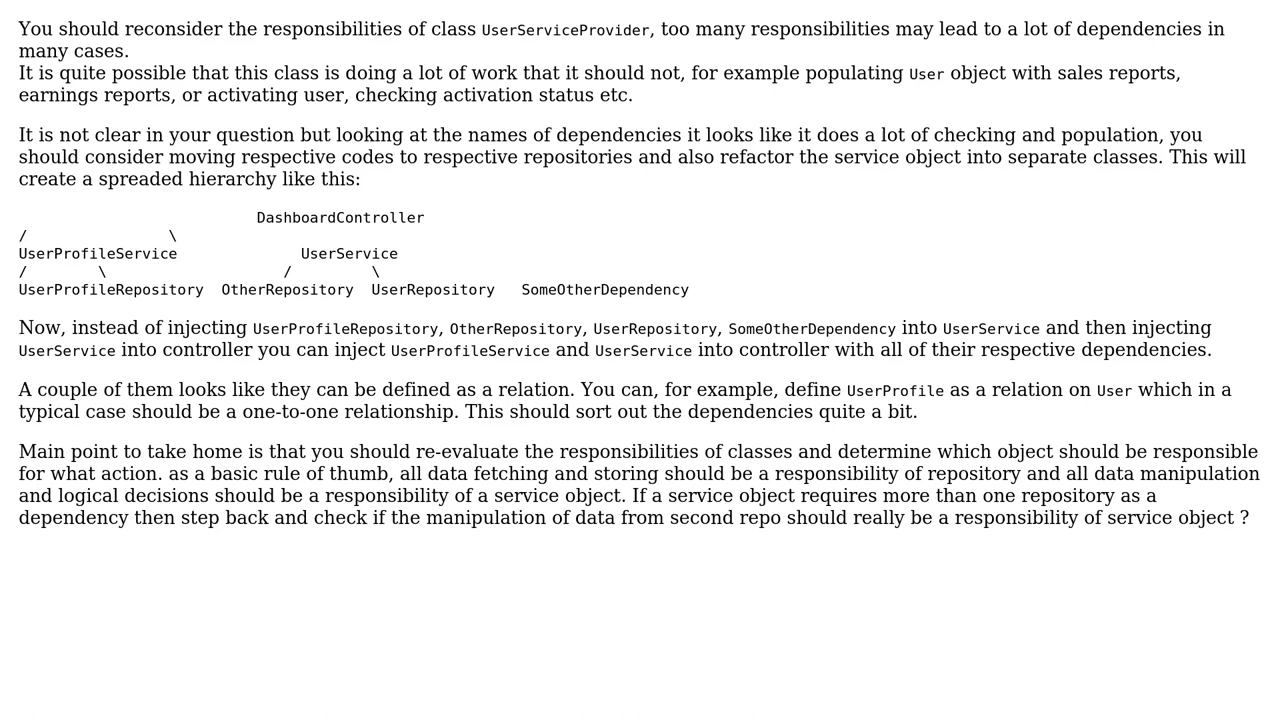 You should reconsider the responsibilities of class UserServiceProvider, too many responsibilities may lead to a lot of dependencies in
many cases.
It is quite possible that this class is doing a lot of work that it should not, for example populating User object with sales reports,
earnings reports, or activating user, checking activation status etc.
It is not clear in your question but looking at the names of dependencies it looks like it does a lot of checking and population, you
should consider moving respective codes to respective repositories and also refactor the service object into separate classes. This will
create a spreaded hierarchy like this:
                           DashboardController
/                \
UserProfileService              UserService
/        \                    /         \
UserProfileRepository  OtherRepository  UserRepository   SomeOtherDependency
Now, instead of injecting UserProfileRepository, OtherRepository, UserRepository, SomeOtherDependency into UserService and then injecting
UserService into controller you can inject UserProfileService and UserService into controller with all of their respective dependencies.
A couple of them looks like they can be defined as a relation. You can, for example, define UserProfile as a relation on User which in a
typical case should be a one-to-one relationship. This should sort out the dependencies quite a bit.
Main point to take home is that you should re-evaluate the responsibilities of classes and determine which object should be responsible
for what action. as a basic rule of thumb, all data fetching and storing should be a responsibility of repository and all data manipulation
and logical decisions should be a responsibility of a service object. If a service object requires more than one repository as a
dependency then step back and check if the manipulation of data from second repo should really be a responsibility of service object ?